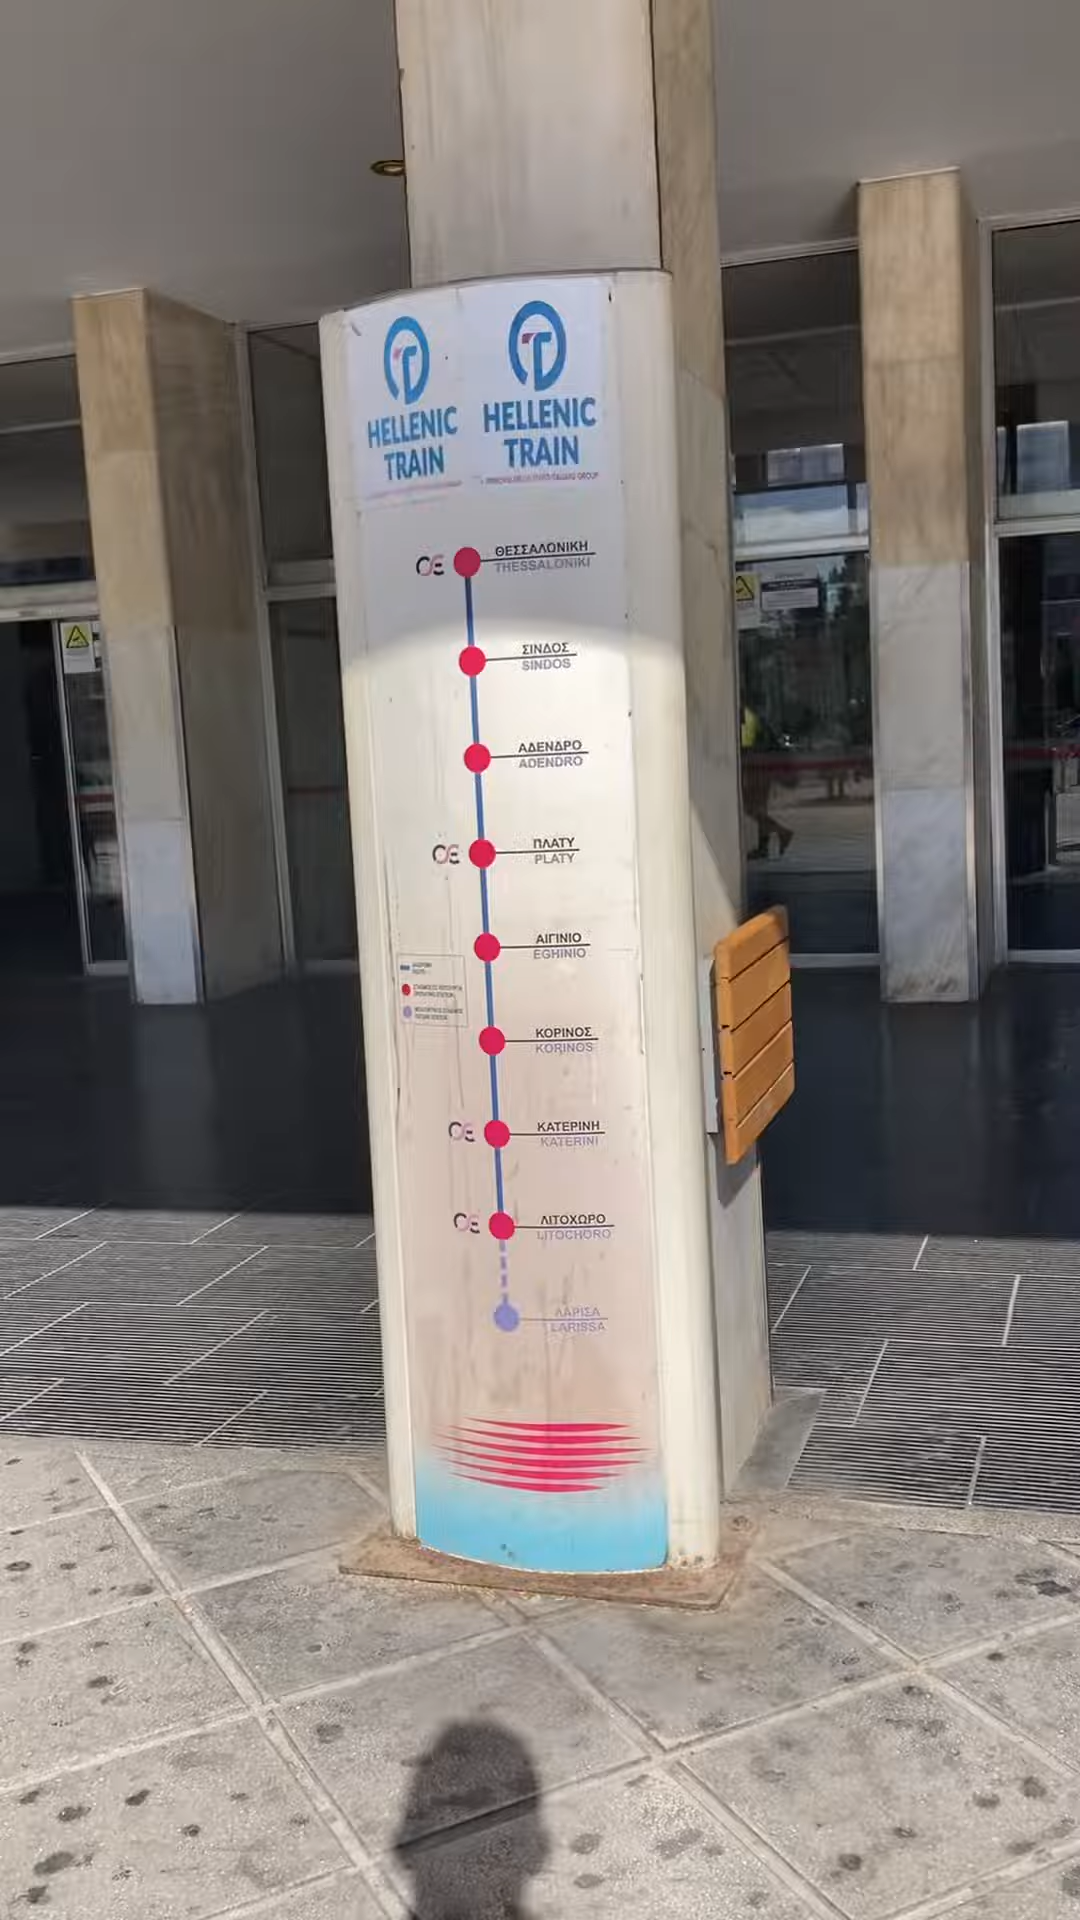 HELLENIC
TRAIN
HELLENIC
TRAIN
ΘΕΣΣΑΛΟΝΙΚΗ
THESSALONIKI
ΣΙΝΔΟΣ
SINDOS
ΑΔΕΝΔΡΟ
ADENDRO
ΠΛΑΤΥ
PLATY
ΑΙΓΙΝΙΟ
EGHINIO
ΚΟΡΙΝΟΣ
KORINOS
ΚΑΤΕΡΙΝΗ
KATERINI
ΛΙΤΟΧΩΡΟ
LITOCHORO
ΛΑΡΙΣΑ
LARISSA